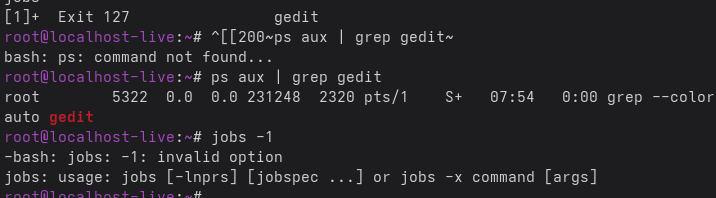 [1]+  Exit 127                gedit
root@localhost-live:~# ^[[200~ps aux | grep gedit~
bash: ps: command not found...
root@localhost-live:~# ps aux | grep gedit
root        5322  0.0  0.0 231248  2320 pts/1    S+   07:54   0:00 grep --color
auto gedit
root@localhost-live:~# jobs -1
-bash: jobs: -1: invalid option
jobs: usage: jobs [-lnprs] [jobspec ...] or jobs -x command [args]
root@localhost-live:~#